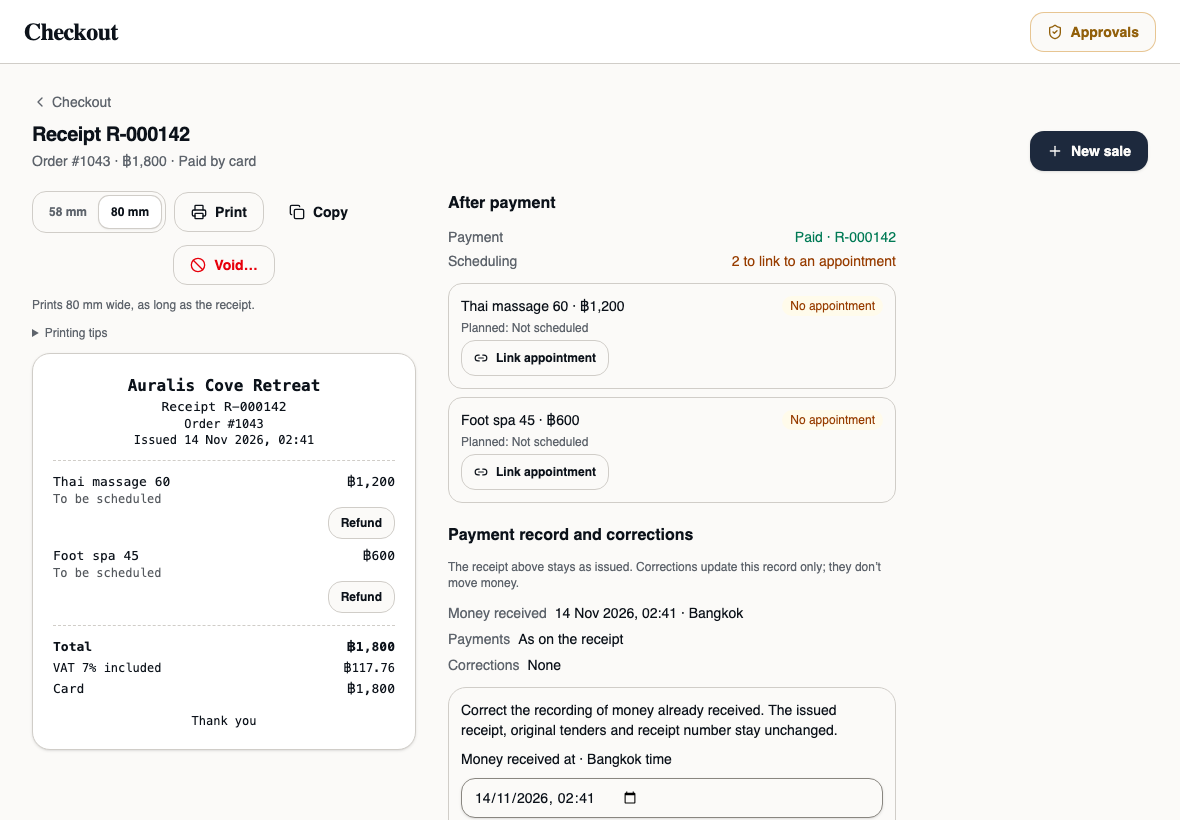 Checkout
Approvals
Checkout
Receipt R-000142
Order #1043 · ฿1,800 · Paid by card
New sale
58 mm
80 mm
Print
Copy
Void…
Prints 80 mm wide, as long as the receipt.
Printing tips
Auralis Cove Retreat
Receipt R-000142
Order #1043
Issued 14 Nov 2026, 02:41
Thai massage 60 ฿1,200
To be scheduled
Refund
Foot spa 45 ฿600
To be scheduled
Refund
Total ฿1,800
VAT 7% included ฿117.76
Card ฿1,800
Thank you
After payment
Payment Paid · R-000142
Scheduling 2 to link to an appointment
Thai massage 60 · ฿1,200 No appointment
Planned: Not scheduled
Link appointment
Foot spa 45 · ฿600 No appointment
Planned: Not scheduled
Link appointment
Payment record and corrections
The receipt above stays as issued. Corrections update this record only; they don't
move money.
Money received 14 Nov 2026, 02:41 · Bangkok
Payments As on the receipt
Corrections None
Correct the recording of money already received. The issued
receipt, original tenders and receipt number stay unchanged.
Money received at · Bangkok time
14/11/2026, 02:41